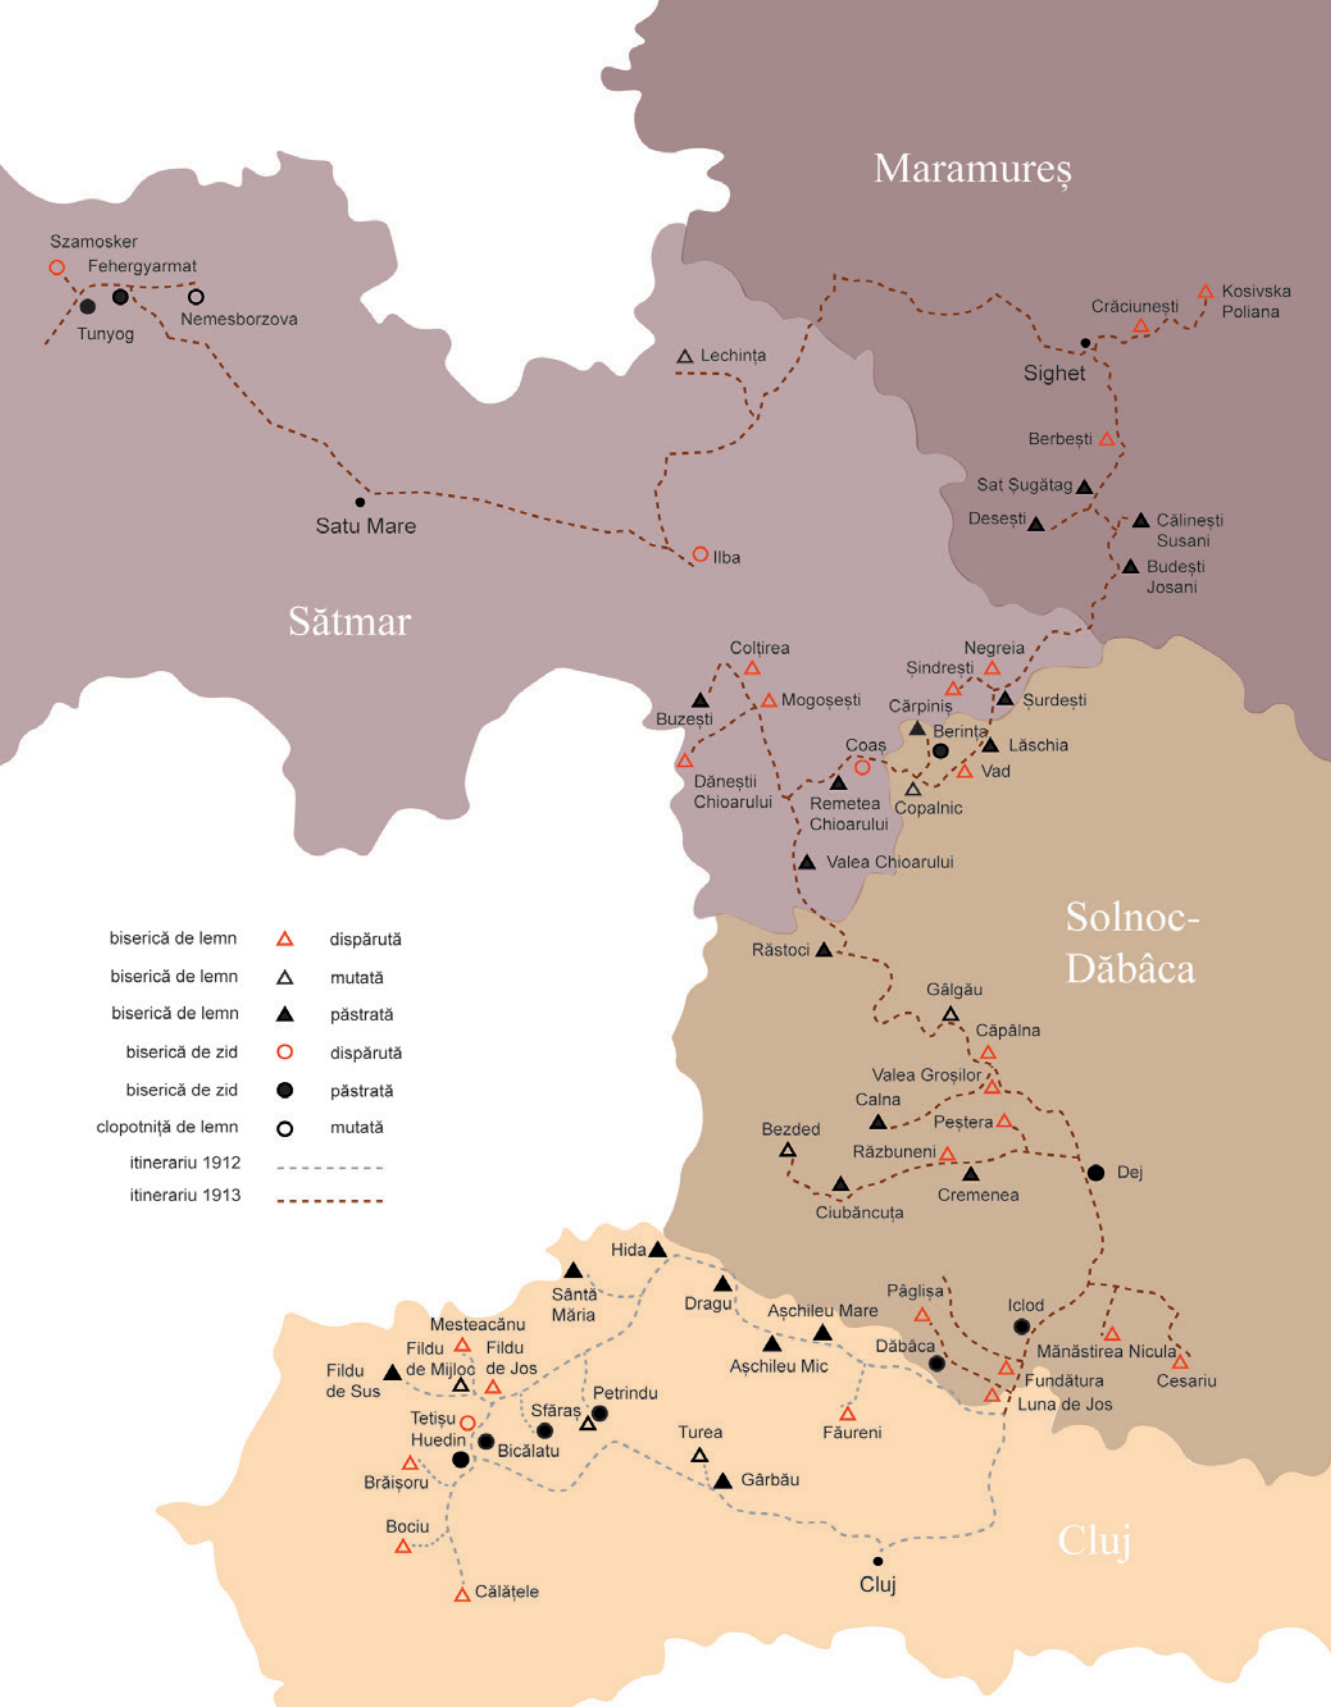 Maramureș
Szamosker
Fehergyarmat
Tunyog
Nemesborzova
Crăciunești
Kosivska
Poliana
Lechința
Sighet
Berbești
Sat Șugătag
Desești
Călinești
Susani
Satu Mare
Ilba
Budești
Josani
Sătmar
Colțirea
Negreia
Șindrești
Buzești
Mogoșești
Cărpiniș
Șurdești
Berința
Coaș
Lăschia
Vad
Dăneștii
Chioarului
Remetea
Chioarului
Copalnic
Valea Chioarului
Solnoc-
Dăbâca
biserică de lemn dispărută
biserică de lemn mutată
biserică de lemn păstrată
biserică de zid dispărută
biserică de zid păstrată
clopotniță de lemn mutată
itinerariu 1912
itinerariu 1913
Răstoci
Gâlgău
Căpâlna
Valea Groșilor
Calna
Peștera
Bezded
Răzbuneni
Dej
Cremenea
Ciubăncuța
Hida
Sântă
Măria
Dragu
Pâglișa
Iclod
Așchileu Mare
Mesteacănu
Fildu
de Mijloc
Fildu
de Jos
Așchileu Mic
Dăbâca
Mănăstirea Nicula
Fildu
de Sus
Cesariu
Fundătura
Luna de Jos
Petrindu
Sfăraș
Tetișu
Huedin
Bicălatu
Turea
Făureni
Brăișoru
Gârbău
Bociu
Cluj
Cluj
Călățele